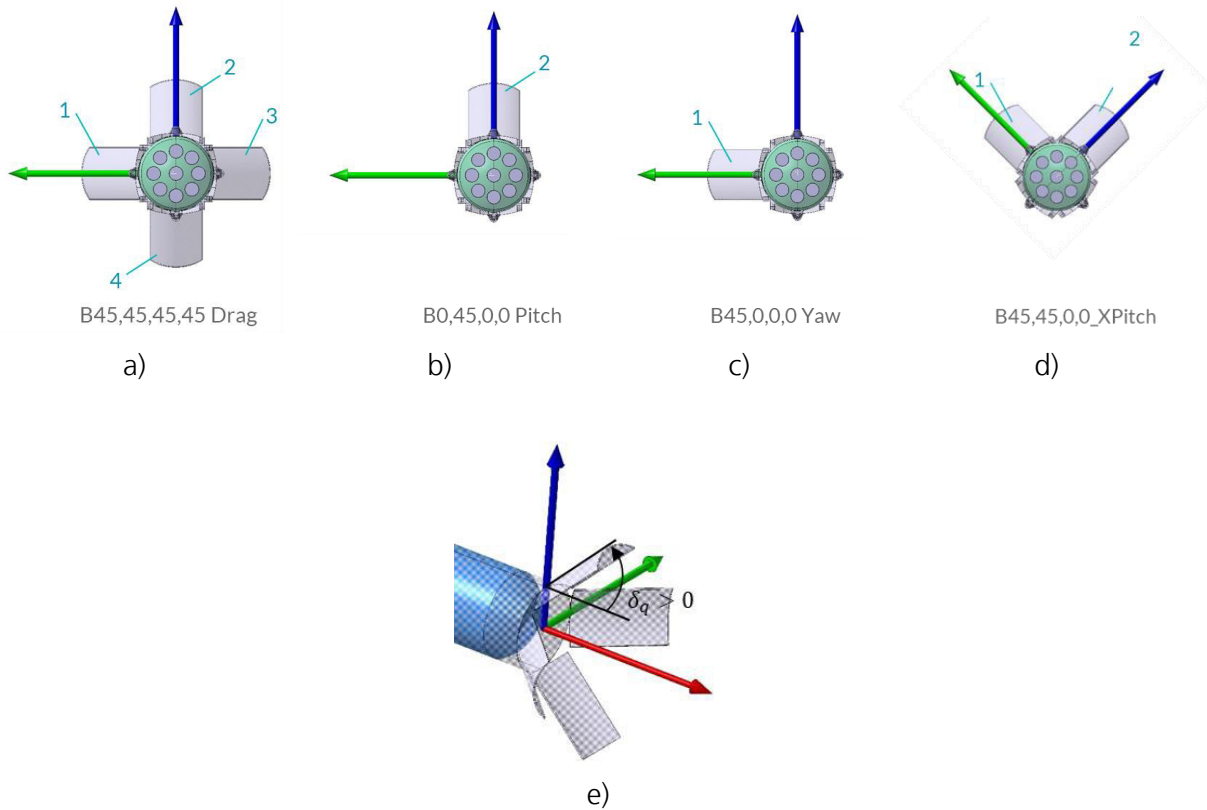 2
1
3
4
B45,45,45,45 Drag
a)
2
B0,45,0,0 Pitch
b)
1
B45,0,0,0 Yaw
c)
2
1
B45,45,0,0_XPitch
d)
δq > 0
e)